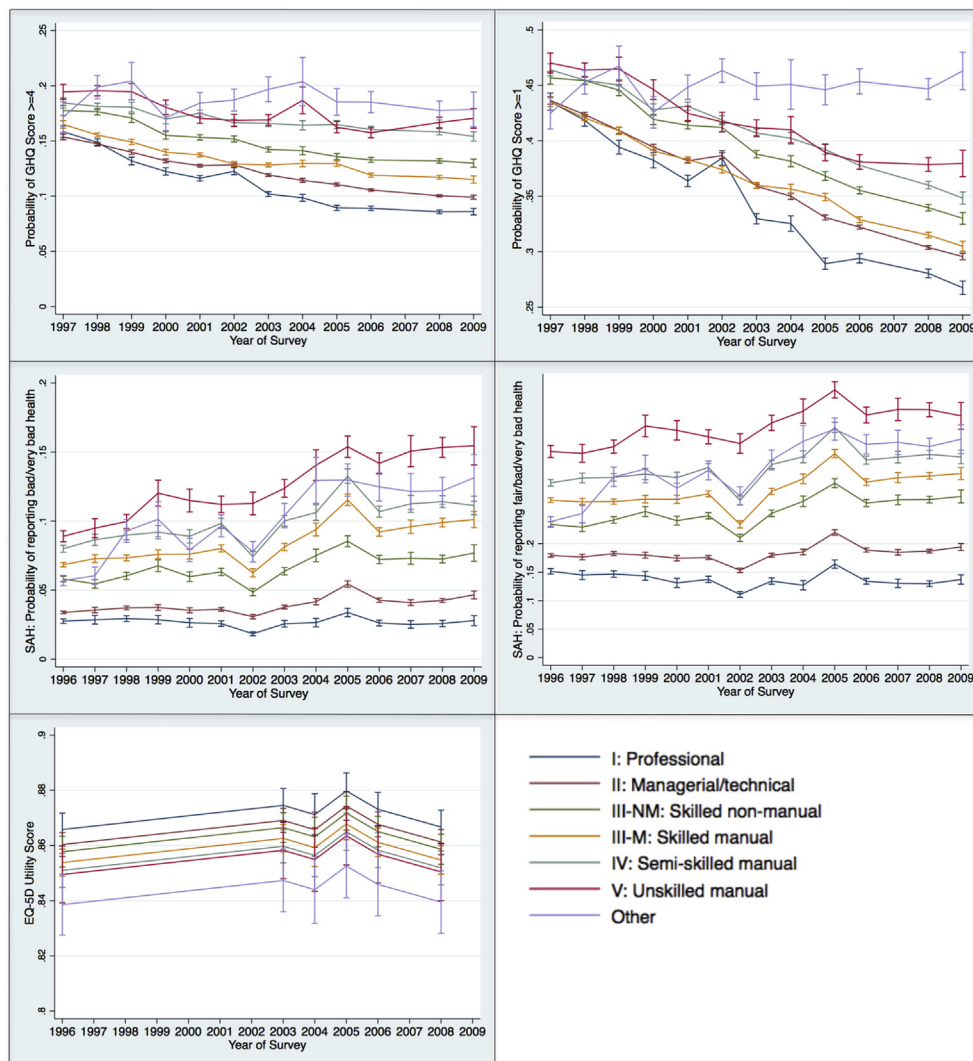 Probability of GHQ Score >=4
.25
.2
.15
.1
.05
0
1997 1998 1999 2000 2001 2002 2003 2004 2005 2006 2007 2008 2009
Year of Survey
Probability of GHQ Score >=1
.5
.45
.4
.35
.3
.25
1997 1998 1999 2000 2001 2002 2003 2004 2005 2006 2007 2008 2009
Year of Survey
SAH: Probability of reporting bad/very bad health
.2
.15
.1
.05
0
1996 1997 1998 1999 2000 2001 2002 2003 2004 2005 2006 2007 2008 2009
Year of Survey
SAH: Probability of reporting fair/bad/very bad health
.2
.15
.1
.05
0
1996 1997 1998 1999 2000 2001 2002 2003 2004 2005 2006 2007 2008 2009
Year of Survey
EQ-5D Utility Score
.9
.88
.86
.84
.82
.8
1996 1997 1998 1999 2000 2001 2002 2003 2004 2005 2006 2007 2008 2009
Year of Survey
I: Professional
II: Managerial/technical
III-NM: Skilled non-manual
III-M: Skilled manual
IV: Semi-skilled manual
V: Unskilled manual
Other